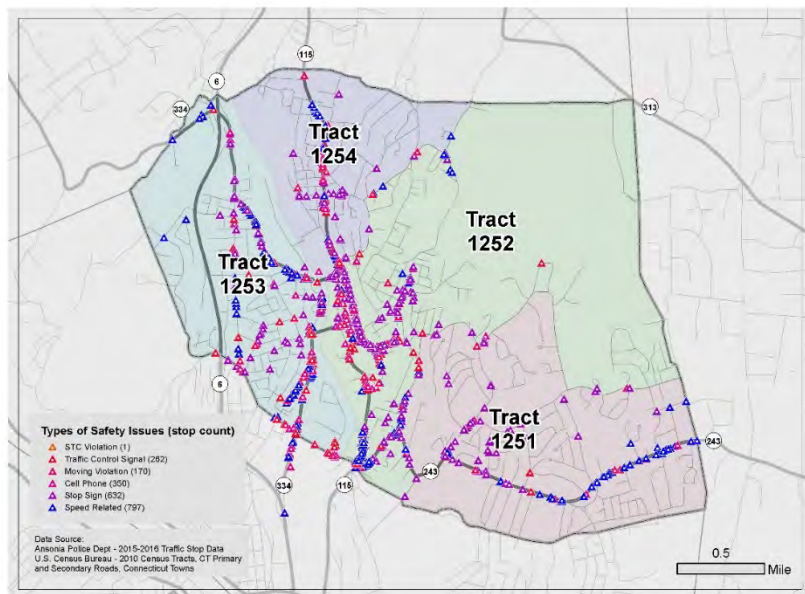 115
6
334
313
Tract
1254
Tract
1252
Tract
1253
6
Tract
1251
243
243
334
115
Types of Safety Issues (stop count)
STC Violation (1)
Traffic Control Signal (262)
Moving Violation (170)
Cell Phone (350)
Stop Sign (632)
Speed Related (797)
Data Source:
Ansonia Police Dept - 2015-2016 Traffic Stop Data
U.S. Census Bureau - 2010 Census Tracts, CT Primary
and Secondary Roads, Connecticut Towns
0.5
Mile